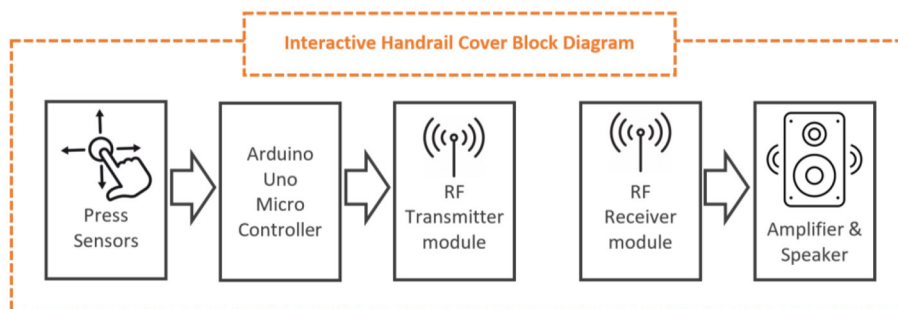 Interactive Handrail Cover Block Diagram
Press
Sensors
Arduino
Uno
Micro
Controller
RF
Transmitter
module
RF
Receiver
module
Amplifier &
Speaker